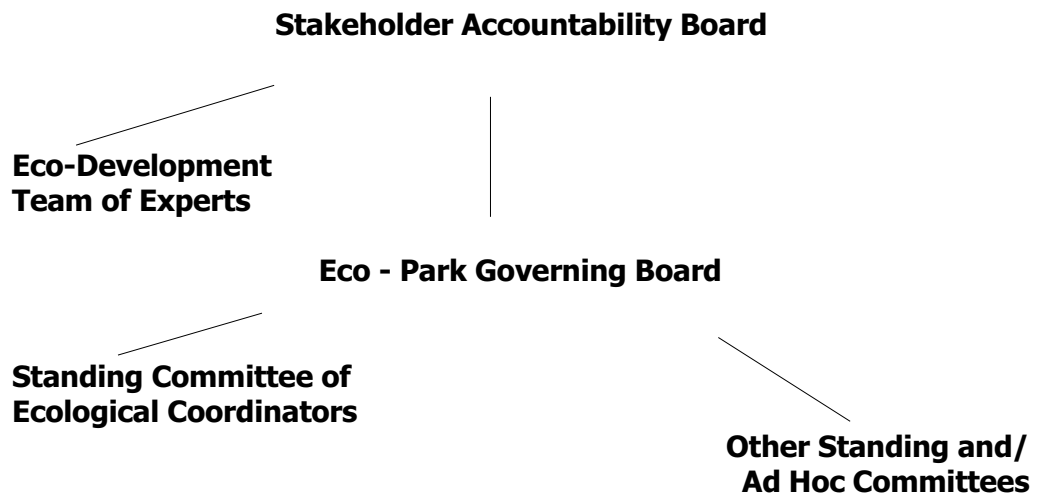 Stakeholder Accountability Board
Eco-Development
Team of Experts
Eco - Park Governing Board
Standing Committee of
Ecological Coordinators
Other Standing and/
Ad Hoc Committees